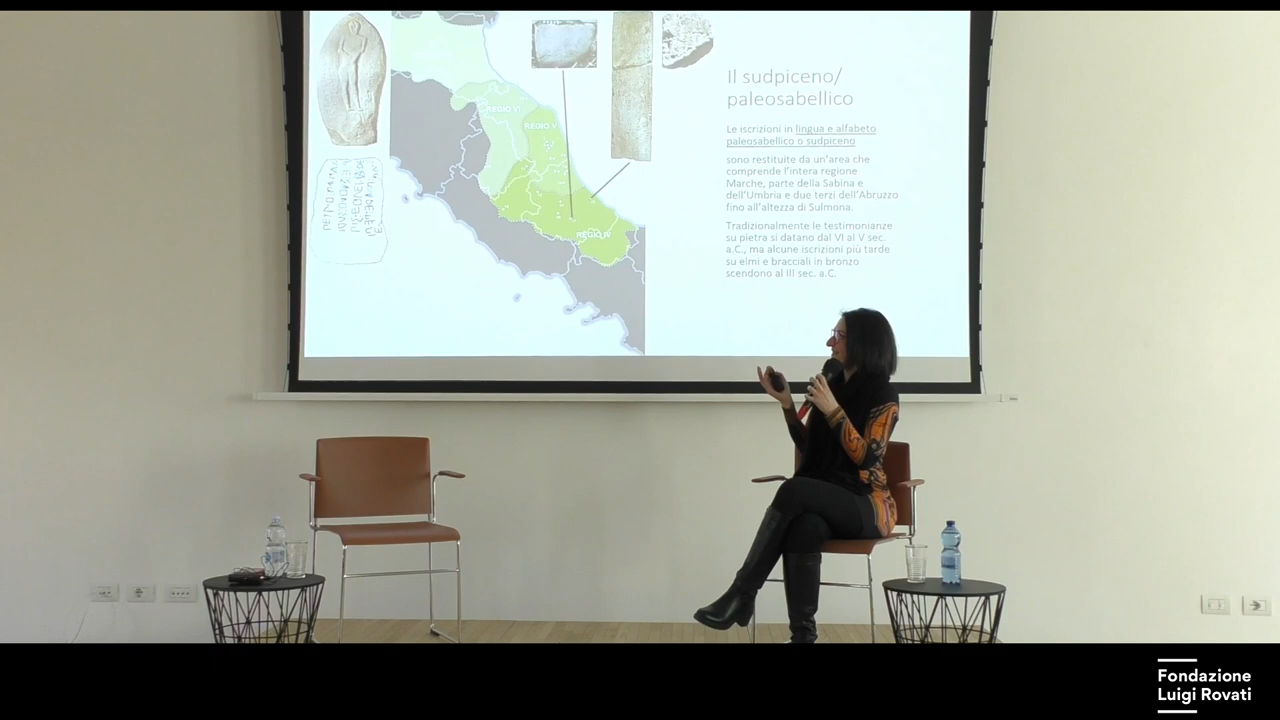 Il sudpiceno/
paleosabellico
Le iscrizioni in lingua e alfabeto
paleosabellico o sudpiceno
sono restituite da un'area che
comprende l'intera regione
Marche, parte della Sabina e
dell'Umbria e due terzi dell'Abruzzo
fino all'altezza di Sulmona.
Tradizionalmente le testimonianze
su pietra si datano dal VI al V sec.
a.C., ma alcune iscrizioni più tarde
su elmi e bracciali in bronzo
scendono al III sec. a.C.
REGIO VI
REGIO V
REGIO IV
Fondazione
Luigi Rovati